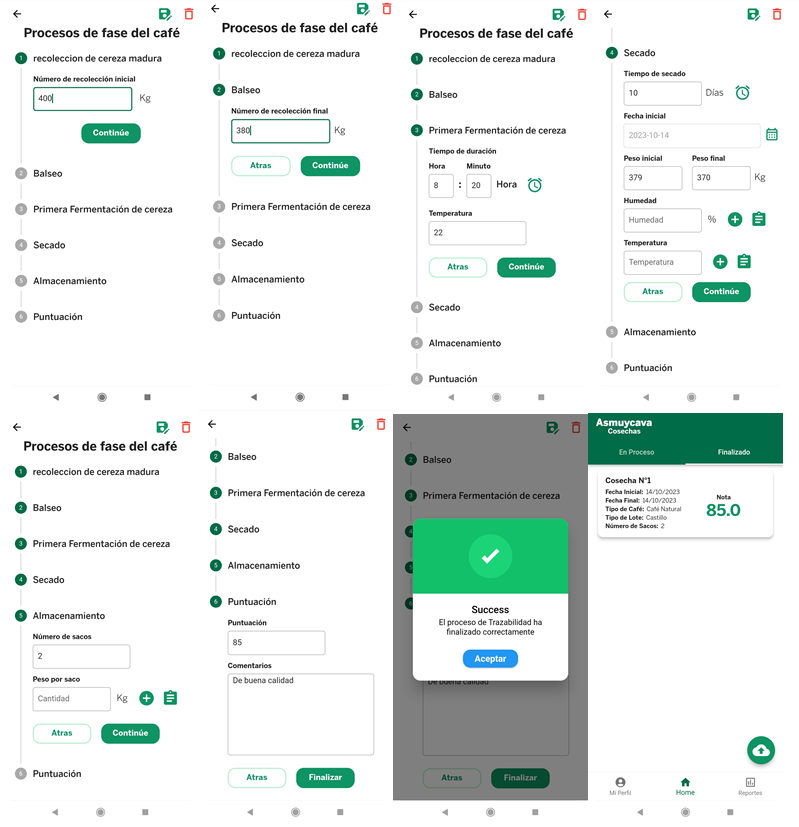 Procesos de fase del café
1 recoleccion de cereza madura
Número de recolección inicial
400 Kg
Continúe
2 Balseo
3 Primera Fermentación de cereza
4 Secado
5 Almacenamiento
6 Puntuación
Procesos de fase del café
1 recoleccion de cereza madura
2 Balseo
Número de recolección final
380 Kg
Atras Continúe
3 Primera Fermentación de cereza
4 Secado
5 Almacenamiento
6 Puntuación
Procesos de fase del café
1 recoleccion de cereza madura
2 Balseo
3 Primera Fermentación de cereza
Tiempo de duración
Hora Minuto
8 : 20 Hora
Temperatura
22
Atras Continúe
4 Secado
5 Almacenamiento
6 Puntuación
4 Secado
Tiempo de secado
10 Días
Fecha inicial
2023-10-14
Peso inicial Peso final
379 370 Kg
Humedad
Humedad %
Temperatura
Temperatura
Atras Continúe
5 Almacenamiento
6 Puntuación
Procesos de fase del café
1 recoleccion de cereza madura
2 Balseo
3 Primera Fermentación de cereza
4 Secado
5 Almacenamiento
Número de sacos
2
Peso por saco
Cantidad Kg
Atras Continúe
6 Puntuación
2 Balseo
3 Primera Fermentación de cereza
4 Secado
5 Almacenamiento
6 Puntuación
Puntuación
85
Comentarios
De buena calidad
Atras Finalizar
2 Balseo
3 Primera Fermentación de cereza
Success
El proceso de Trazabilidad ha
finalizado correctamente
Aceptar
De buena calidad
Atras Finalizar
Asmuycava
Cosechas
En Proceso Finalizado
Cosecha N°1
Fecha Inicial: 14/10/2023
Fecha Final: 14/10/2023
Tipo de Café: Café Natural
Tipo de Lote: Castillo
Número de Sacos: 2
Nota
85.0
Mi Perfil Home Reportes